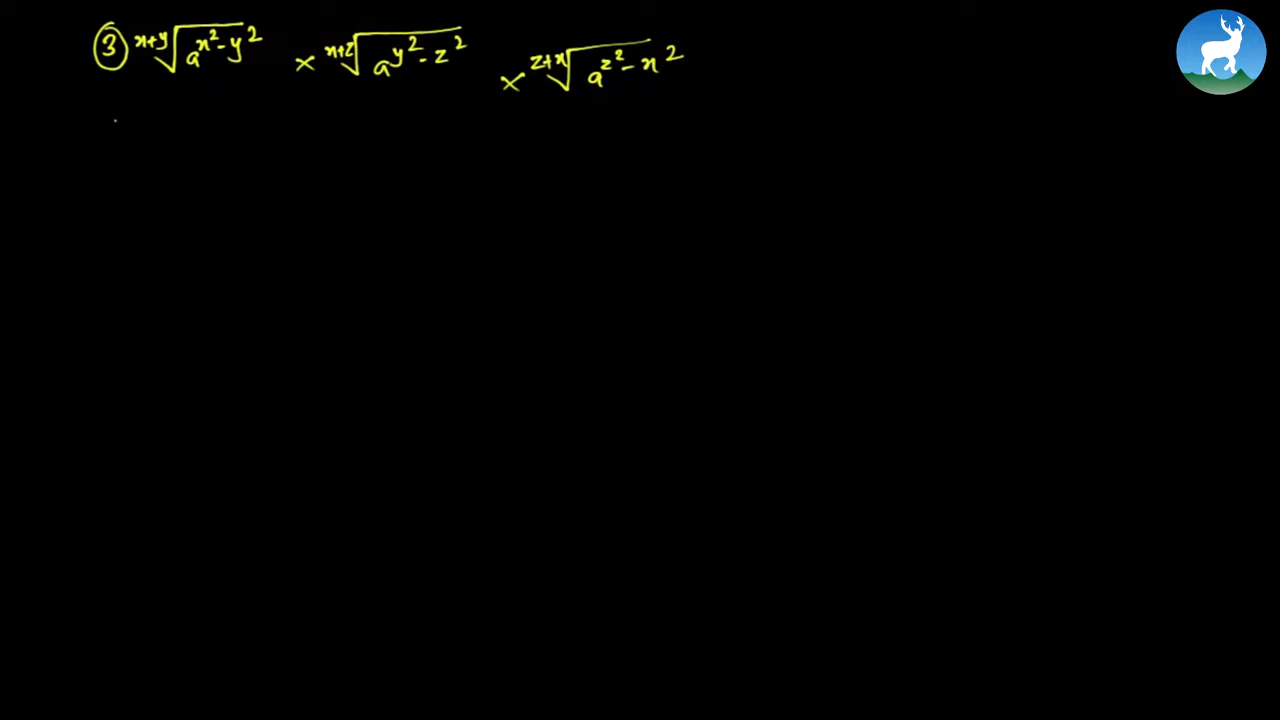 ③ ˣ⁺ʸ√(a^(x²-y²)) × ˣ⁺ᶻ√(a^(y²-z²)) × ᶻ⁺ˣ√(a^(z²-x²))